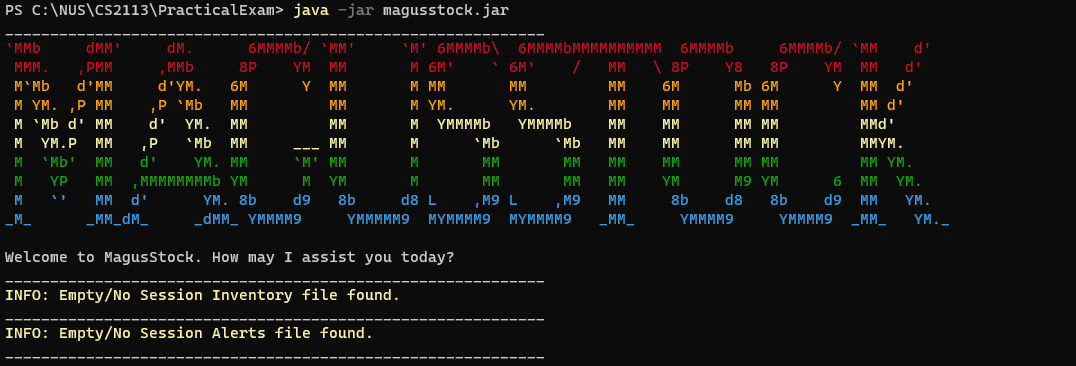 PS C:\NUS\CS2113\PracticalExam> java -jar magusstock.jar
____________________________________________________________
`MMb     dMM'     dM.      6MMMMb/ `MM'     `M' 6MMMMb\  6MMMMbMMMMMMMMMM  6MMMMb     6MMMMb/ `MM    d'
 MMM.   ,PMM     ,MMb     8P    YM  MM       M 6M'    ` 6M'    /   MM   \ 8P    Y8   8P    YM  MM   d'
 M`Mb   d'MM     d'YM.   6M      Y  MM       M MM       MM         MM    6M      Mb 6M      Y  MM  d'
 M YM. ,P MM    ,P `Mb   MM         MM       M YM.      YM.        MM    MM      MM MM         MM d'
 M `Mb d' MM    d'  YM.  MM         MM       M  YMMMMb   YMMMMb    MM    MM      MM MM         MMd'
 M  YM.P  MM   ,P   `Mb  MM     ___ MM       M      `Mb      `Mb   MM    MM      MM MM         MMYM.
 M  `Mb'  MM   d'    YM. MM     `M' MM       M       MM       MM   MM    MM      MM MM         MM YM.
 M   YP   MM  ,MMMMMMMMb YM      M  YM       M       MM       MM   MM    YM      M9 YM      6  MM  YM.
 M   `'   MM  d'      YM. 8b    d9   8b     d8 L    ,M9 L    ,M9   MM     8b    d8   8b    d9  MM   YM.
_M_      _MM_dM_     _dMM_ YMMMM9     YMMMMM9  MYMMMM9  MYMMMM9   _MM_     YMMMM9     YMMMM9  _MM_   YM._
Welcome to MagusStock. How may I assist you today?
____________________________________________________________
INFO: Empty/No Session Inventory file found.
____________________________________________________________
INFO: Empty/No Session Alerts file found.
____________________________________________________________